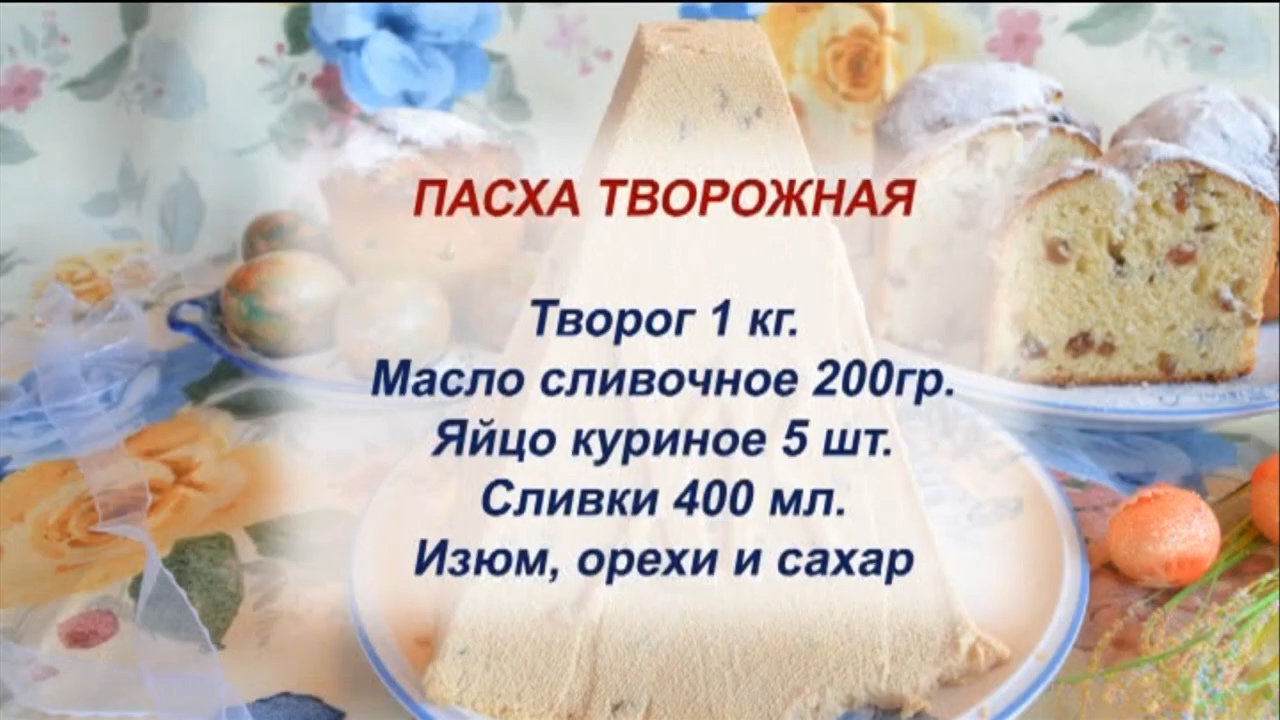 ПАСХА ТВОРОЖНАЯ
Творог 1 кг.
Масло сливочное 200гр.
Яйцо куриное 5 шт.
Сливки 400 мл.
Изюм, орехи и сахар